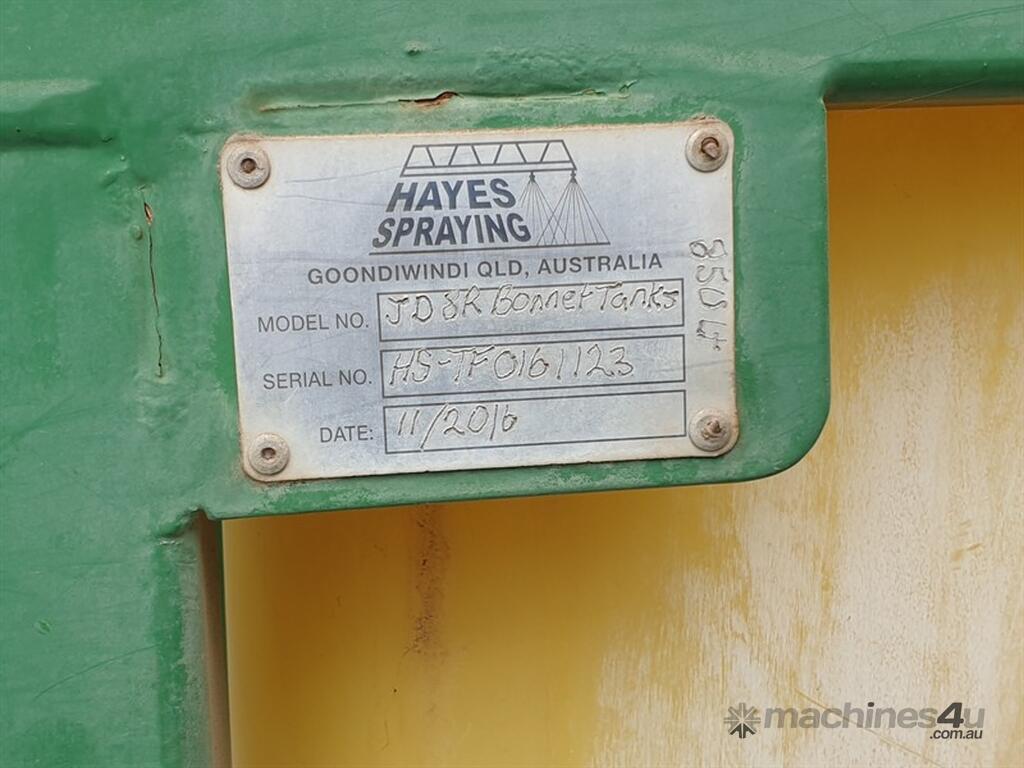 HAYES
SPRAYING
GOONDIWINDI QLD, AUSTRALIA
MODEL NO. JD 8R Bonnet Tanks
SERIAL NO. HS-TF0161123
DATE: 11/2016
850 LT
machines4u
.com.au